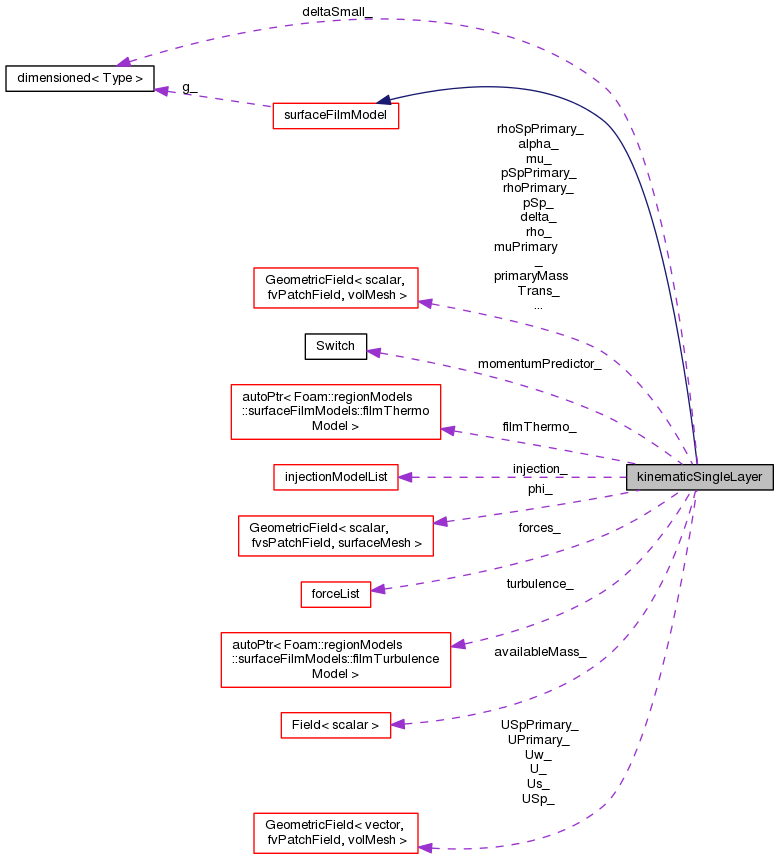 deltaSmall_
dimensioned< Type >
g_
surfaceFilmModel
rhoSpPrimary_
alpha_
mu_
pSpPrimary_
rhoPrimary_
pSp_
delta_
rho_
muPrimary
_
primaryMass
Trans_
...
GeometricField< scalar,
fvPatchField, volMesh >
Switch
momentumPredictor_
autoPtr< Foam::regionModels
::surfaceFilmModels::filmThermo
Model >
filmThermo_
injectionModelList
injection_
kinematicSingleLayer
phi_
GeometricField< scalar,
fvsPatchField, surfaceMesh >
forces_
forceList
turbulence_
autoPtr< Foam::regionModels
::surfaceFilmModels::filmTurbulence
Model >
availableMass_
Field< scalar >
USpPrimary_
UPrimary_
Uw_
U_
Us_
USp_
GeometricField< vector,
fvPatchField, volMesh >